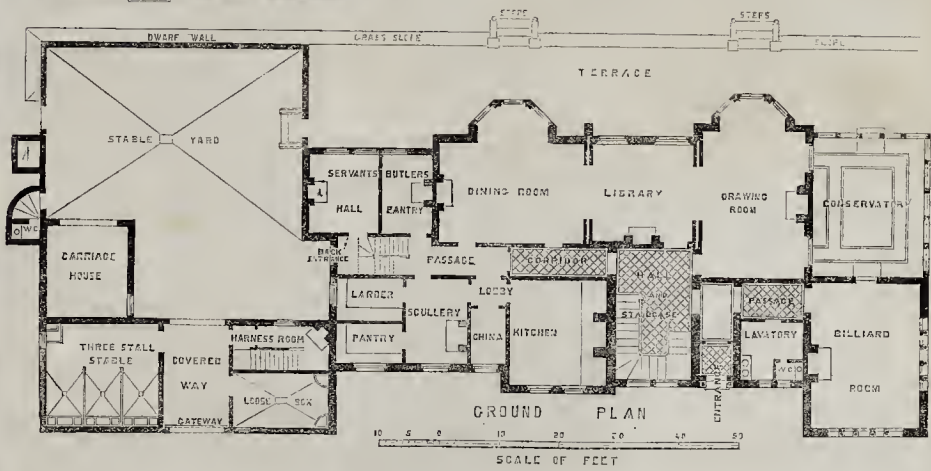 STEPS
STEPS
DWARF WALL
GRASS SLOPE
SLOPE
TERRACE
STABLE YARD
SERVANTS
HALL
BUTLERS
PANTRY
DINING ROOM
LIBRARY
DRAWING
ROOM
CONSERVATORY
W.C.
CARRIAGE
HOUSE
BACK
ENTRANCE
PASSAGE
CORRIDOR
HALL
AND
STAIRCASE
LARDER
LOBBY
SCULLERY
PANTRY
CHINA
KITCHEN
PASSAGE
LAVATORY
WC
BILLIARD
ROOM
ENTRANCE
THREE STALL
STABLE
COVERED
WAY
GATEWAY
HARNESS ROOM
LOOSE BOX
GROUND PLAN
10 5 0 10 20 30 40 50
SCALE OF FEET